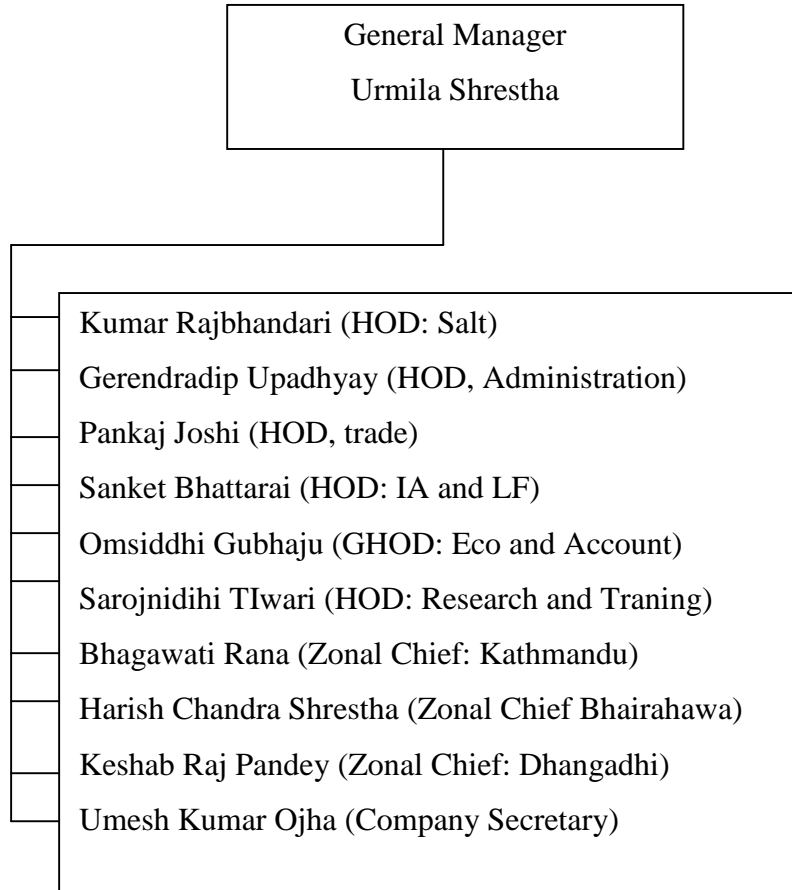 General Manager
Urmila Shrestha
Kumar Rajbhandari (HOD: Salt)
Gerendradip Upadhyay (HOD, Administration)
Pankaj Joshi (HOD, trade)
Sanket Bhattarai (HOD: IA and LF)
Omsiddhi Gubhaju (GHOD: Eco and Account)
Sarojnidihi TIwari (HOD: Research and Traning)
Bhagawati Rana (Zonal Chief: Kathmandu)
Harish Chandra Shrestha (Zonal Chief Bhairahawa)
Keshab Raj Pandey (Zonal Chief: Dhangadhi)
Umesh Kumar Ojha (Company Secretary)